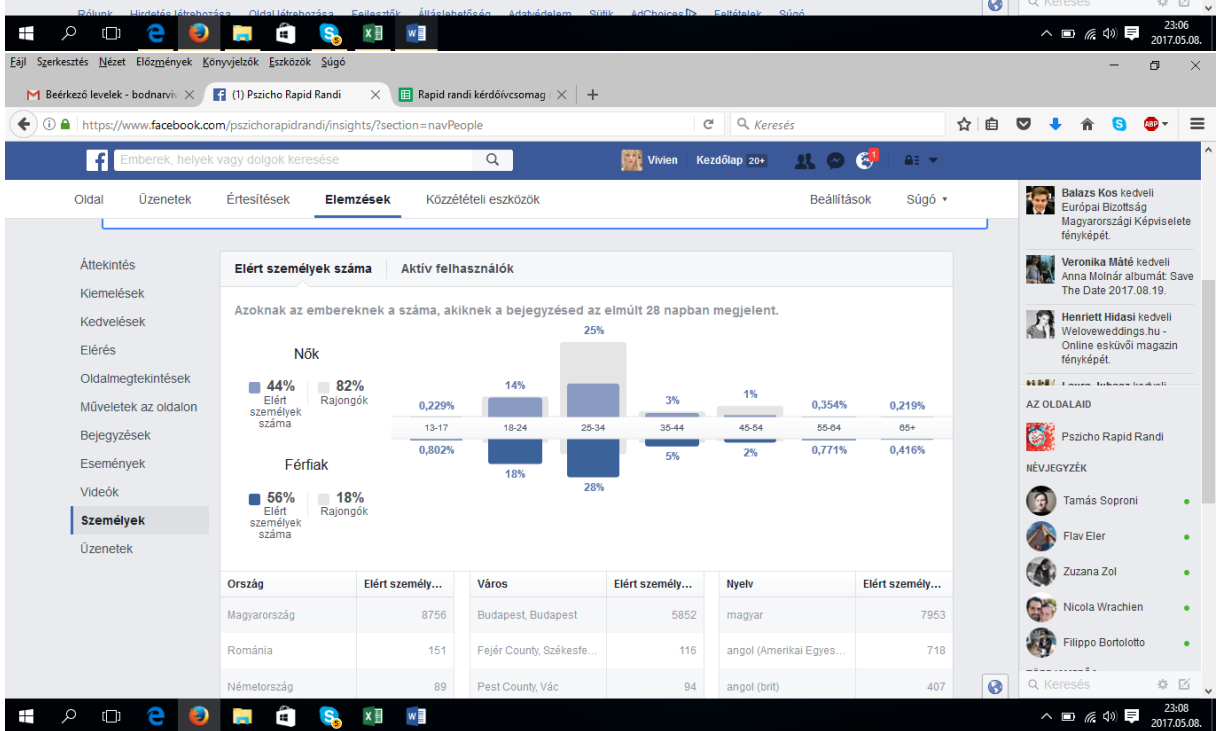 Rólunk Hirdetés létrehozása Oldal létrehozása Fejlesztők Álláslehetőség Adatvédelem Sütik AdChoices Feltételek Súgó
Keresés
23:06
2017.05.08.
Fájl Szerkesztés Nézet Előzmények Könyvjelzők Eszközök Súgó
Beérkező levelek - bodnarviv (1) Pszicho Rapid Randi Rapid randi kérdőívcsomag
https://www.facebook.com/pszichorapidrandi/insights/?section=navPeople Keresés
Emberek, helyek vagy dolgok keresése Vivien Kezdőlap 20+ 1
Oldal Üzenetek Értesítések Elemzések Közzétételi eszközök Beállítások Súgó
Áttekintés
Kiemelések
Kedvelések
Elérés
Oldalmegtekintések
Műveletek az oldalon
Bejegyzések
Események
Videók
Személyek
Üzenetek
Elért személyek száma Aktív felhasználók
Azoknak az embereknek a száma, akiknek a bejegyzésed az elmúlt 28 napban megjelent.
Nők
44% 82%
Elért személyek száma Rajongók
0,229% 14% 25% 3% 1% 0,354% 0,219%
13-17 18-24 25-34 35-44 45-54 55-64 65+
0,802% 18% 28% 5% 2% 0,771% 0,416%
Férfiak
56% 18%
Elért személyek száma Rajongók
Ország Elért személy... Város Elért személy... Nyelv Elért személy...
Magyarország 8756 Budapest, Budapest 5852 magyar 7953
Románia 151 Fejér County, Székesfe... 116 angol (Amerikai Egyes... 718
Németország 89 Pest County, Vác 94 angol (brit) 407
Balazs Kos kedveli
Európai Bizottság
Magyarországi Képviselete
fényképét.
Veronika Máté kedveli
Anna Molnár albumát: Save
The Date 2017.08.19.
Henriett Hidasi kedveli
Weloveweddings.hu -
Online esküvői magazin
fényképét.
AZ OLDALAID
Pszicho Rapid Randi
NÉVJEGYZÉK
Tamás Soproni
Flav Eler
Zuzana Zol
Nicola Wrachien
Filippo Bortolotto
Keresés
23:08
2017.05.08.